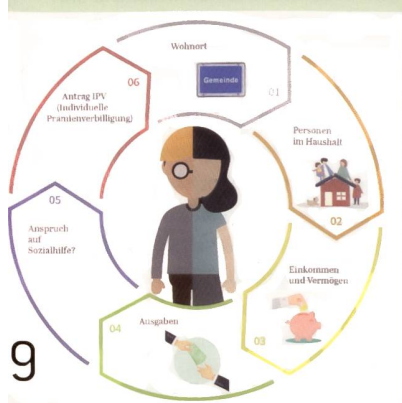 Wohnort
Gemeinde
01
Personen
im Haushalt
02
Einkommen
und Vermögen
03
Ausgaben
04
05
Anspruch
auf
Sozialhilfe?
06
Antrag IPV
(Individuelle
Prämienverbilligung)
9